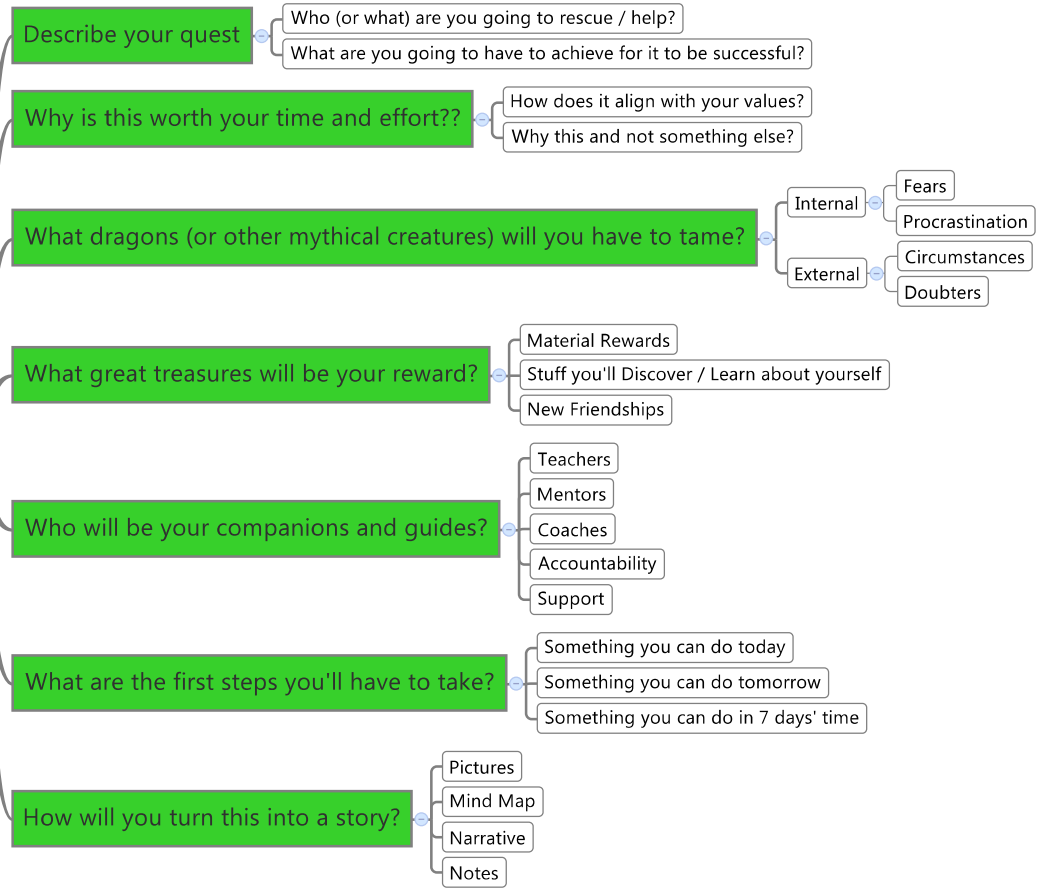 Describe your quest
Who (or what) are you going to rescue / help?
What are you going to have to achieve for it to be successful?
Why is this worth your time and effort??
How does it align with your values?
Why this and not something else?
What dragons (or other mythical creatures) will you have to tame?
Internal
Fears
Procrastination
External
Circumstances
Doubters
What great treasures will be your reward?
Material Rewards
Stuff you'll Discover / Learn about yourself
New Friendships
Who will be your companions and guides?
Teachers
Mentors
Coaches
Accountability
Support
What are the first steps you'll have to take?
Something you can do today
Something you can do tomorrow
Something you can do in 7 days' time
How will you turn this into a story?
Pictures
Mind Map
Narrative
Notes